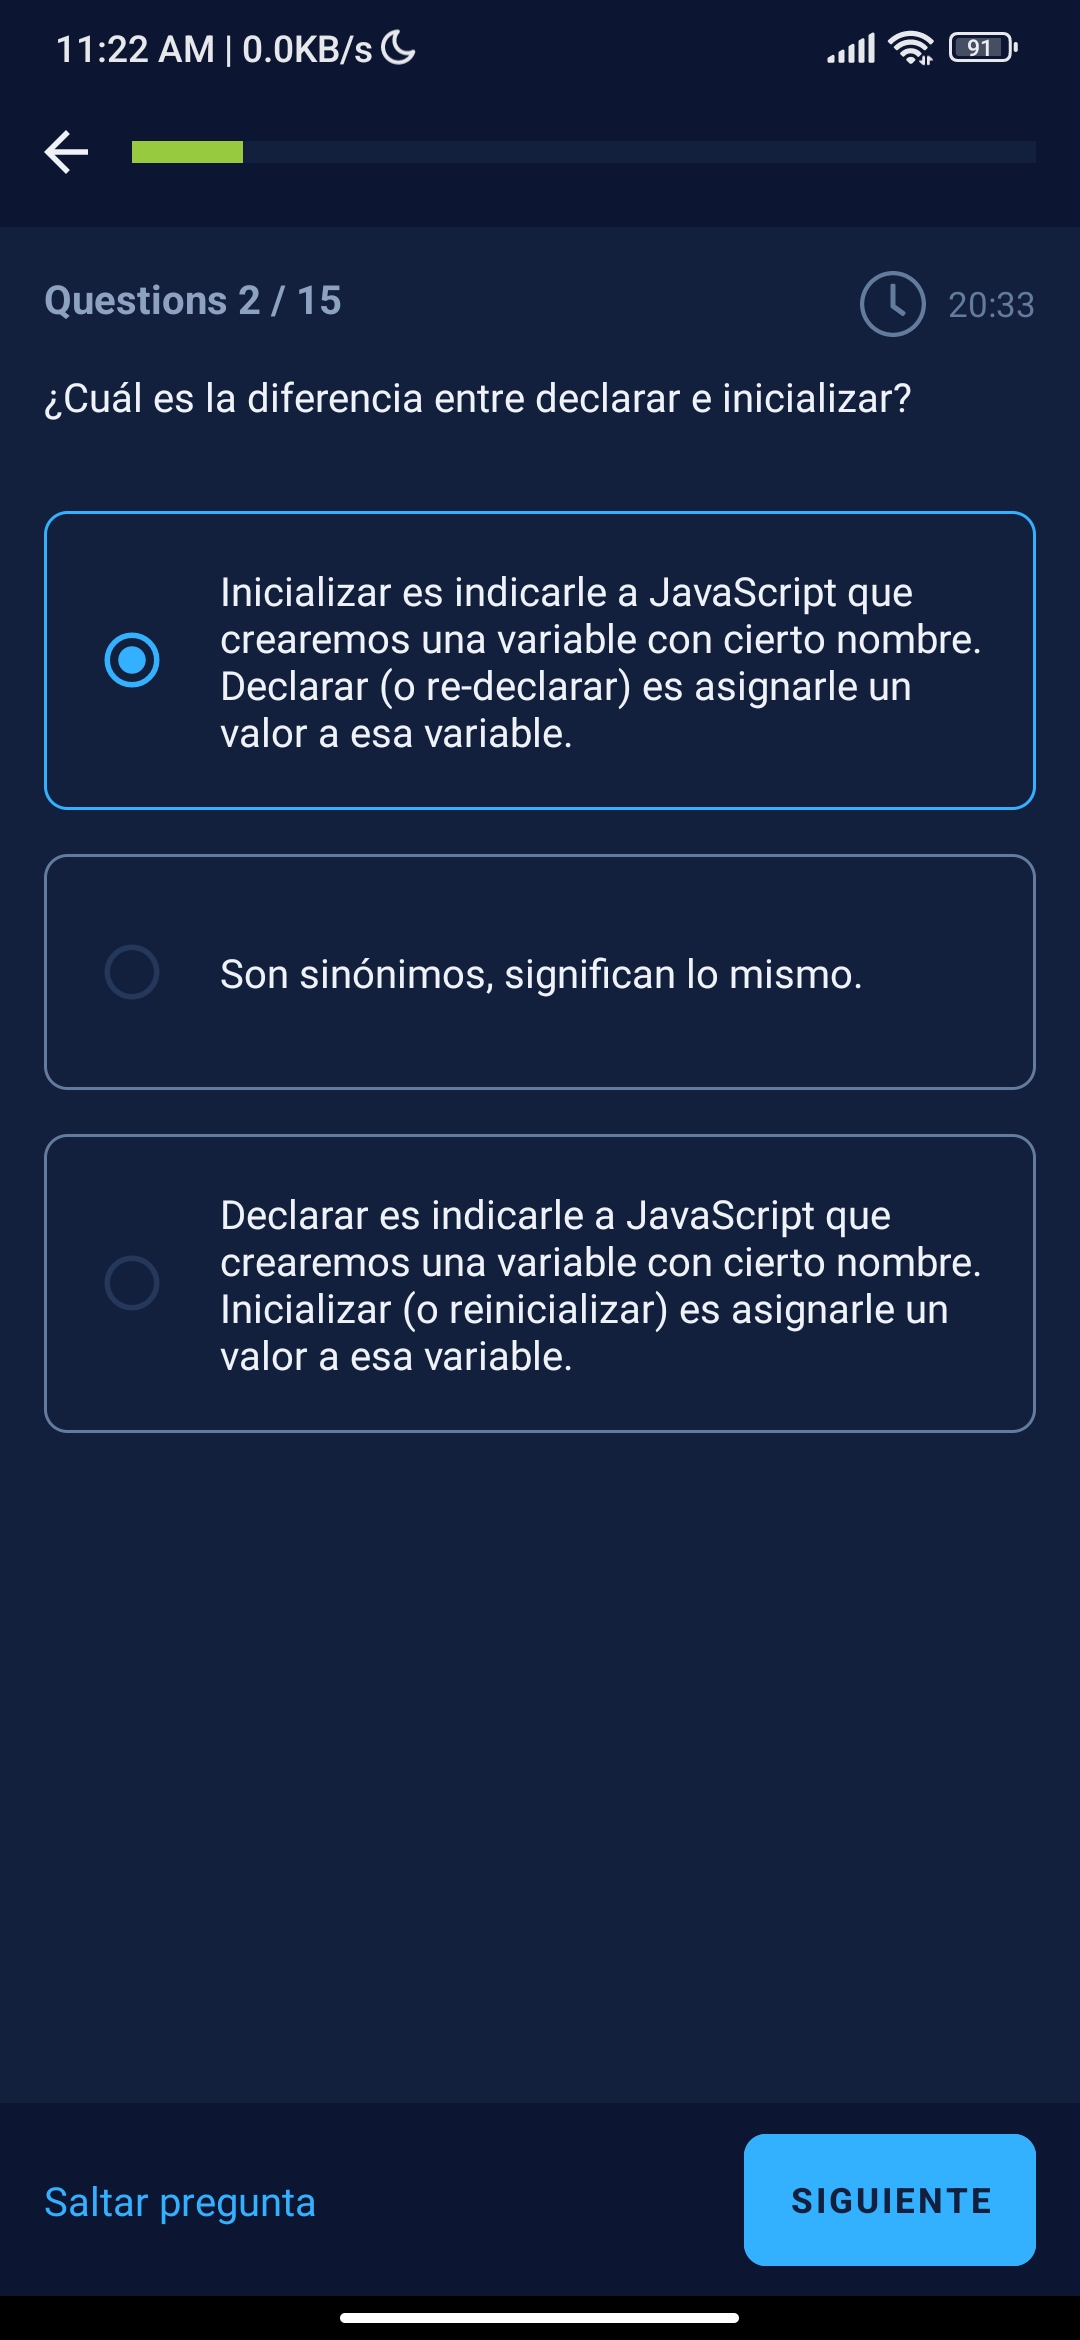 11:22 AM | 0.0KB/s
91
Questions 2 / 15
20:33
¿Cuál es la diferencia entre declarar e inicializar?
Inicializar es indicarle a JavaScript que
crearemos una variable con cierto nombre.
Declarar (o re-declarar) es asignarle un
valor a esa variable.
Son sinónimos, significan lo mismo.
Declarar es indicarle a JavaScript que
crearemos una variable con cierto nombre.
Inicializar (o reinicializar) es asignarle un
valor a esa variable.
Saltar pregunta
SIGUIENTE